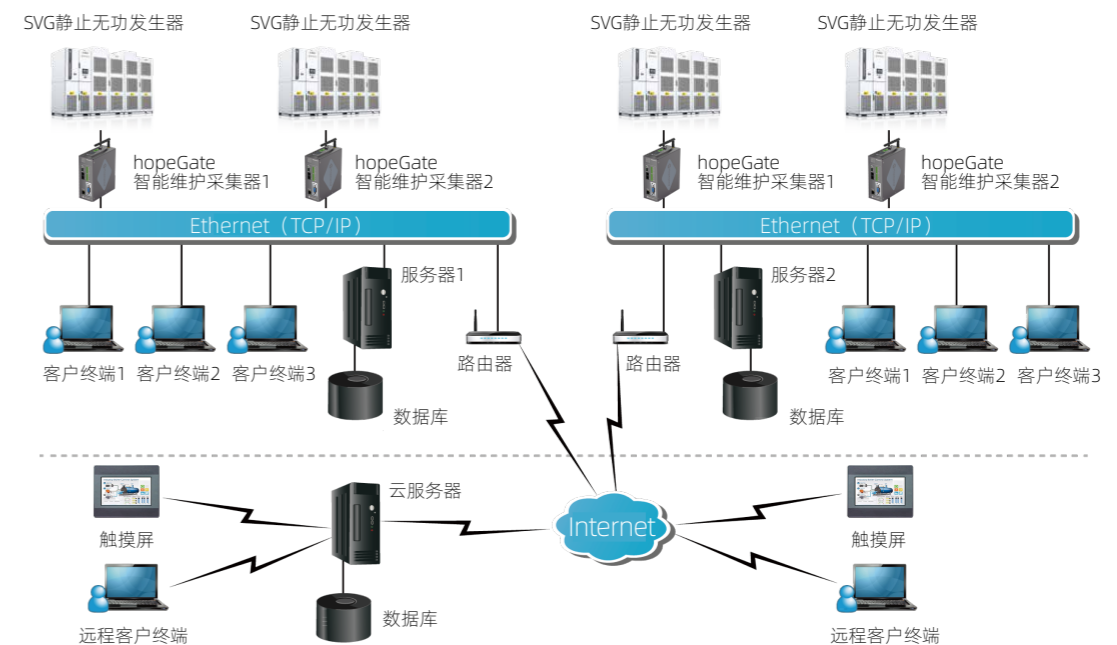 SVG静止无功发生器
SVG静止无功发生器
SVG静止无功发生器
SVG静止无功发生器
hopeGate
智能维护采集器1
hopeGate
智能维护采集器2
hopeGate
智能维护采集器1
hopeGate
智能维护采集器2
Ethernet（TCP/IP）
Ethernet（TCP/IP）
服务器1
服务器2
客户终端1
客户终端2
客户终端3
路由器
路由器
客户终端1
客户终端2
客户终端3
数据库
数据库
云服务器
Internet
触摸屏
触摸屏
数据库
远程客户终端
远程客户终端